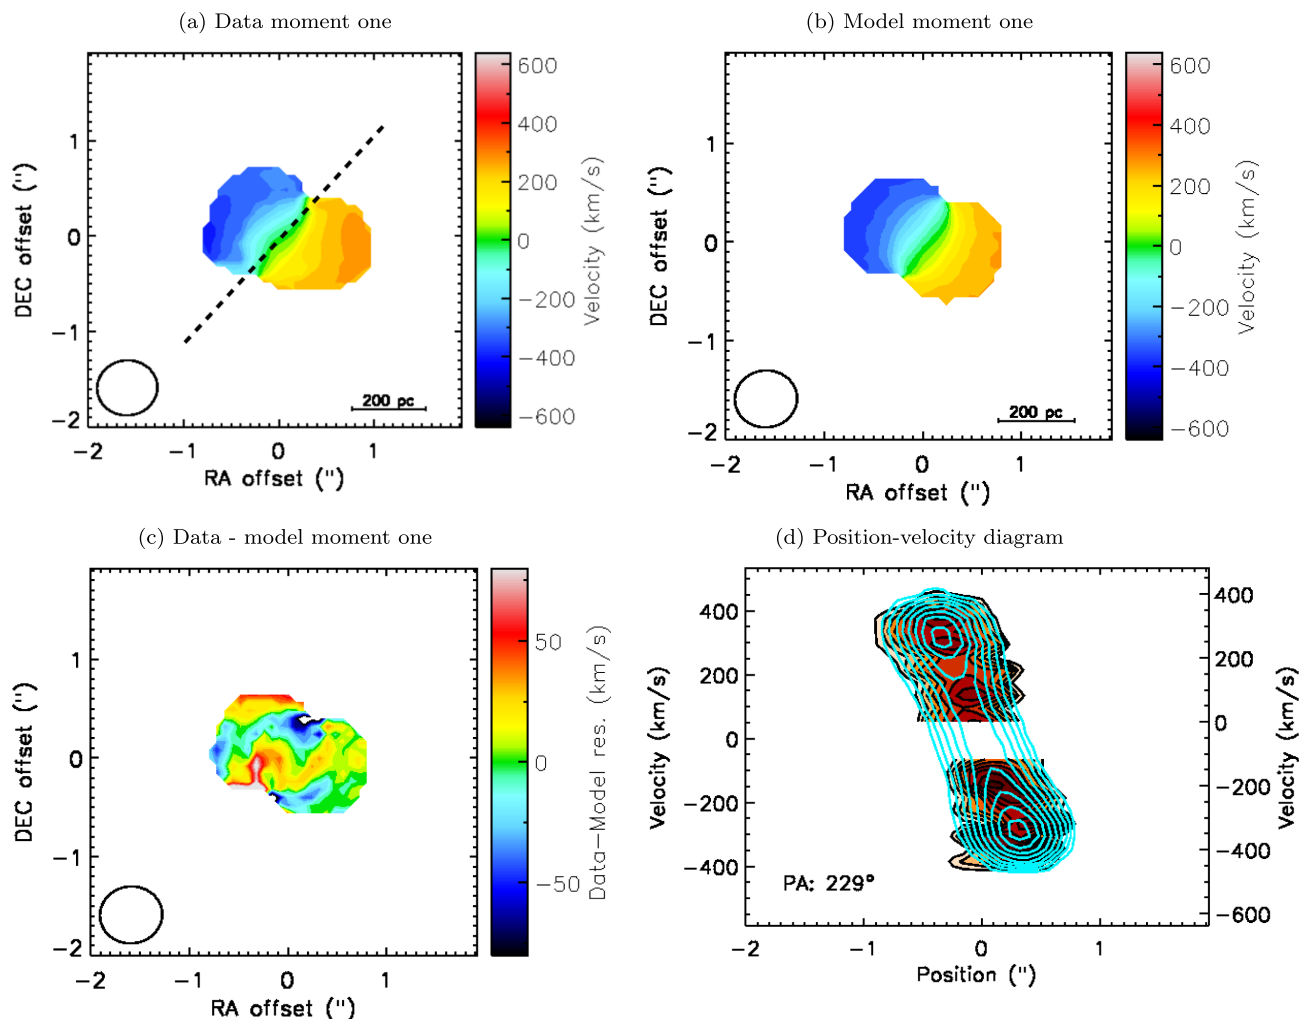 (a) Data moment one
(b) Model moment one
600
400
200
0
−200
−400
−600
Velocity (km/s)
DEC offset (")
1
0
−1
−2
200 pc
−2
−1
0
1
RA offset (")
600
400
200
0
−200
−400
−600
Velocity (km/s)
DEC offset (")
1
0
−1
−2
200 pc
−2
−1
0
1
RA offset (")
(c) Data - model moment one
(d) Position-velocity diagram
50
0
−50
Data−Model res. (km/s)
DEC offset (")
1
0
−1
−2
−2
−1
0
1
RA offset (")
400
200
0
−200
−400
Velocity (km/s)
PA: 229°
400
200
0
−200
−400
−600
Velocity (km/s)
−2
−1
0
1
Position (")